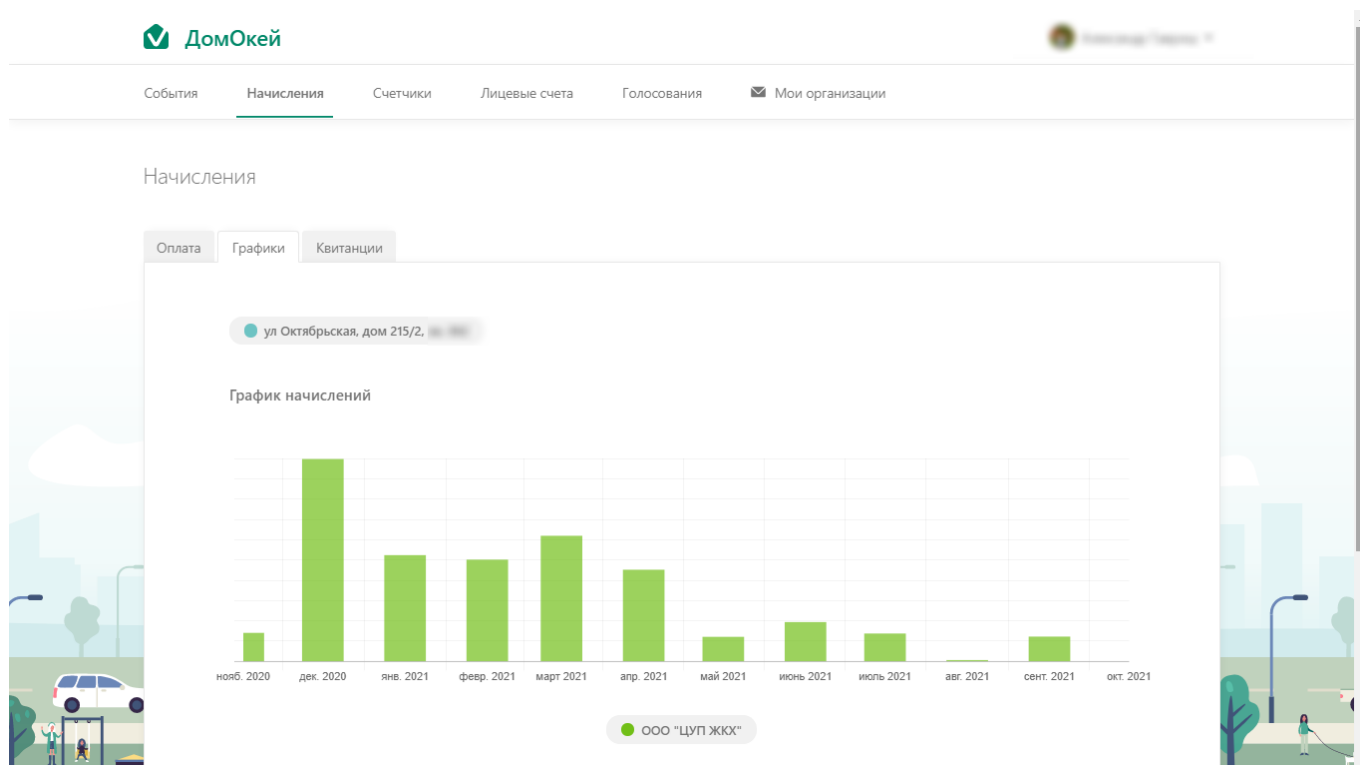 ДомОкей
События Начисления Счетчики Лицевые счета Голосования Мои организации
Начисления
Оплата Графики Квитанции
ул Октябрьская, дом 215/2,
График начислений
нояб. 2020 дек. 2020 янв. 2021 февр. 2021 март 2021 апр. 2021 май 2021 июнь 2021 июль 2021 авг. 2021 сент. 2021 окт. 2021
ООО "ЦУП ЖКХ"